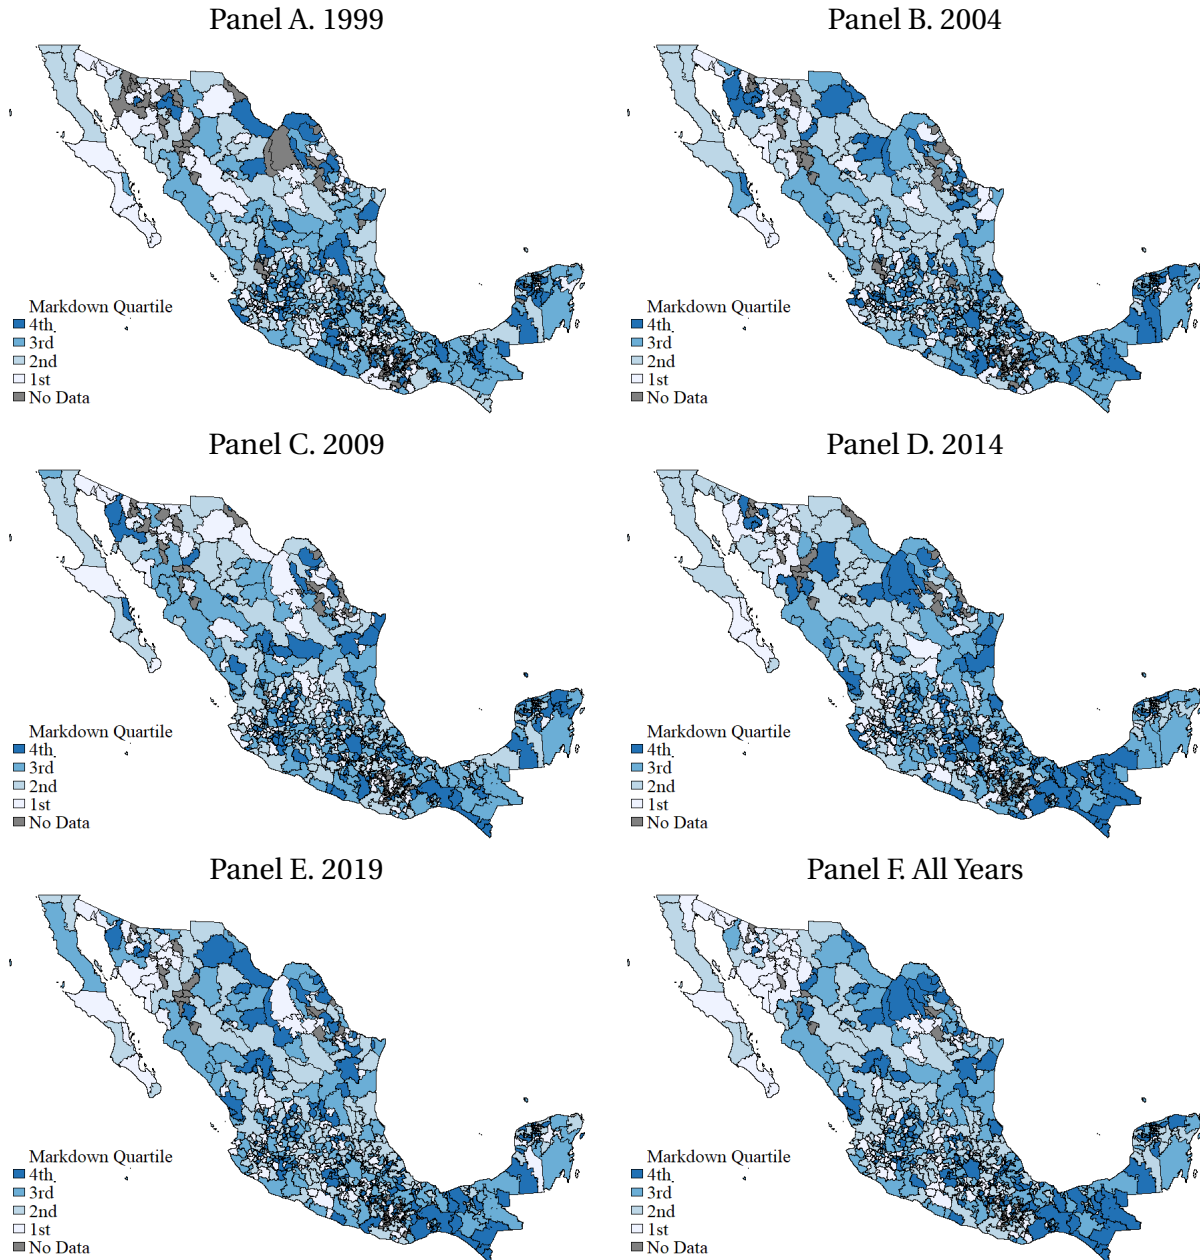 Panel A. 1999
Panel B. 2004
Markdown Quartile
4th
3rd
2nd
1st
No Data
Markdown Quartile
4th
3rd
2nd
1st
No Data
Panel C. 2009
Panel D. 2014
Markdown Quartile
4th
3rd
2nd
1st
No Data
Markdown Quartile
4th
3rd
2nd
1st
No Data
Panel E. 2019
Panel F. All Years
Markdown Quartile
4th
3rd
2nd
1st
No Data
Markdown Quartile
4th
3rd
2nd
1st
No Data